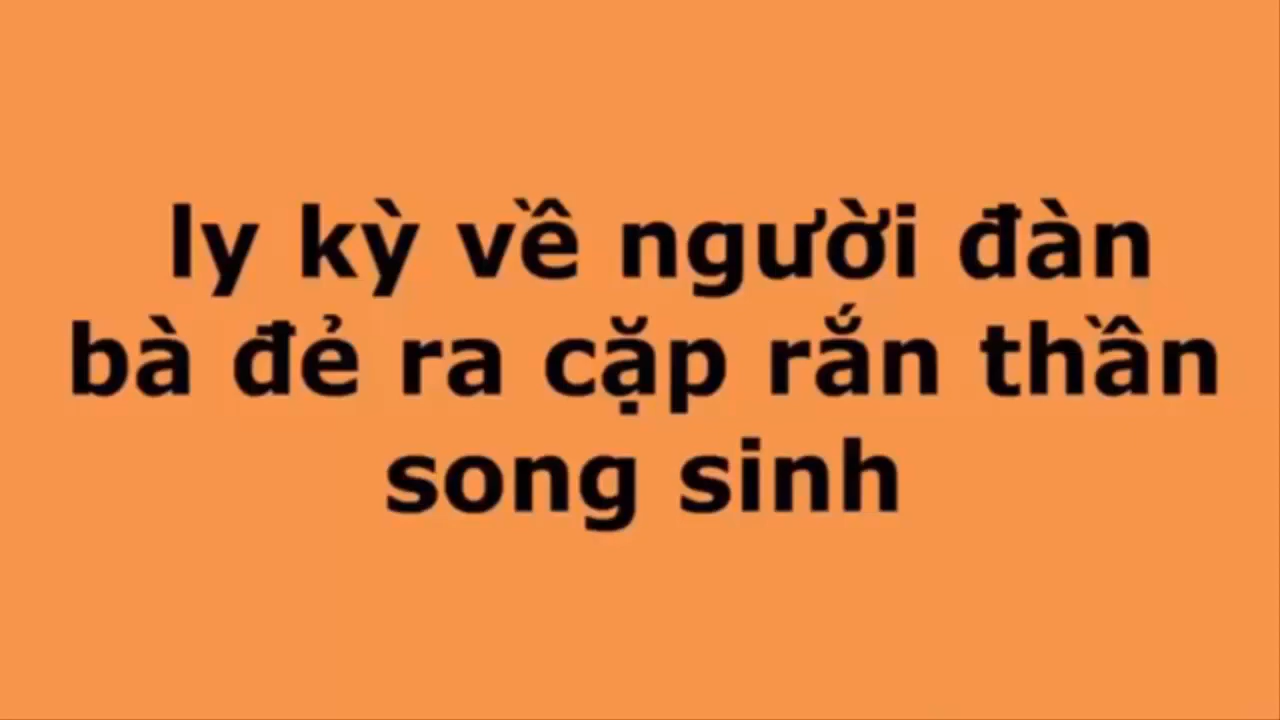 ly kỳ về người đàn
bà đẻ ra cặp rắn thần
song sinh